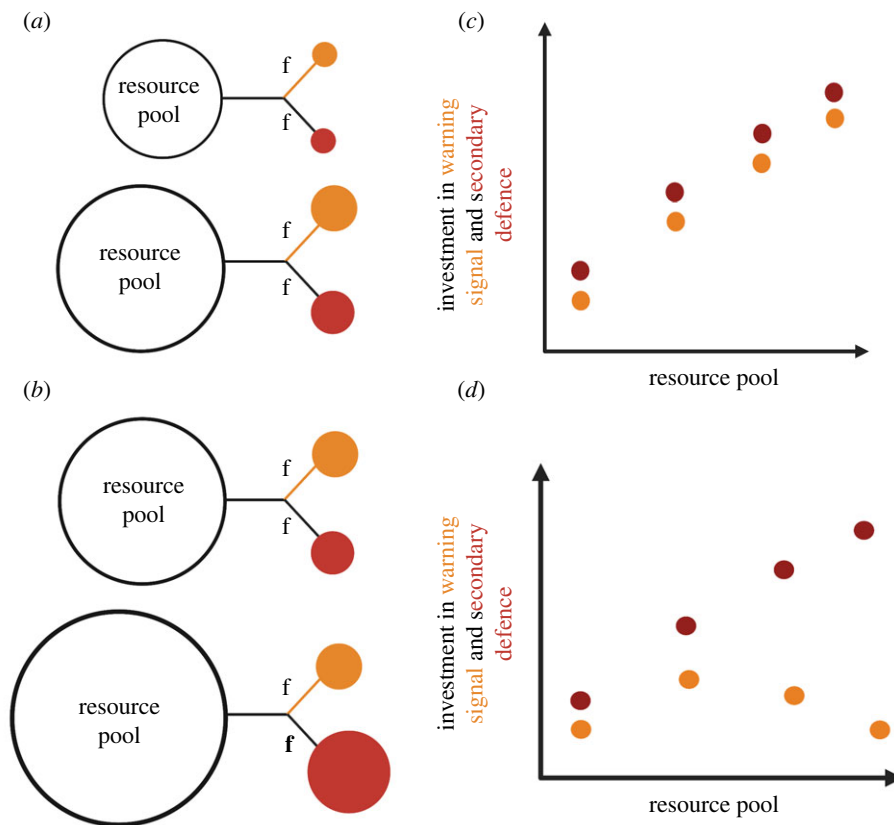 (a)
resource
pool
f
f
resource
pool
f
f
(c)
investment in warning
signal and secondary
defence
resource pool
(b)
resource
pool
f
f
resource
pool
f
f
(d)
investment in warning
signal and secondary
defence
resource pool